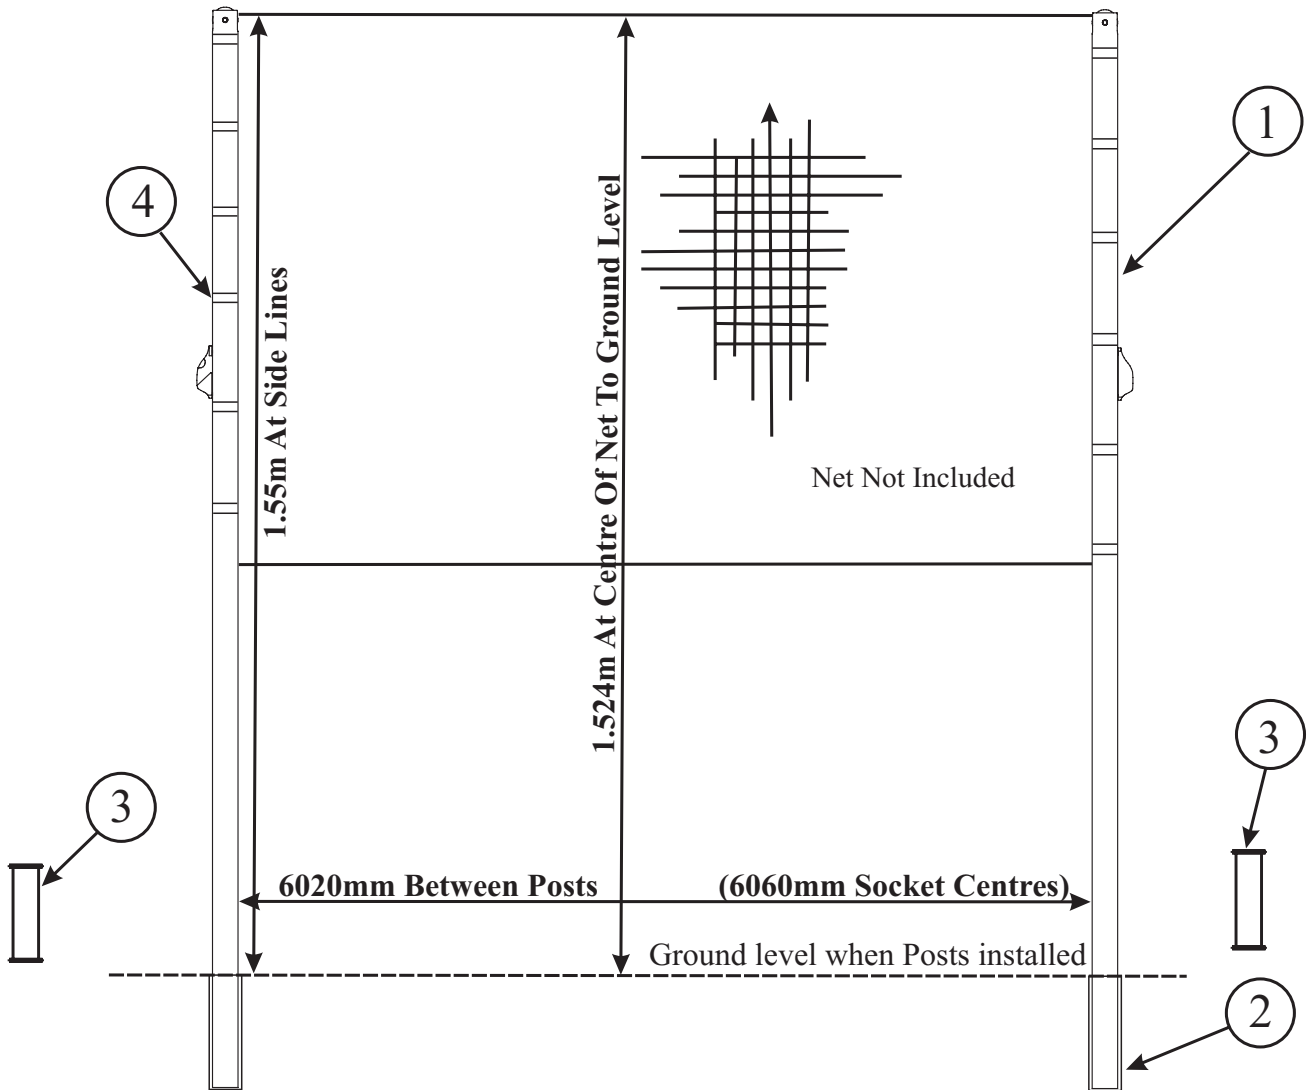 1
4
1.55m At Side Lines
1.524m At Centre Of Net To Ground Level
Net Not Included
3
3
6020mm Between Posts (6060mm Socket Centres)
Ground level when Posts installed
2